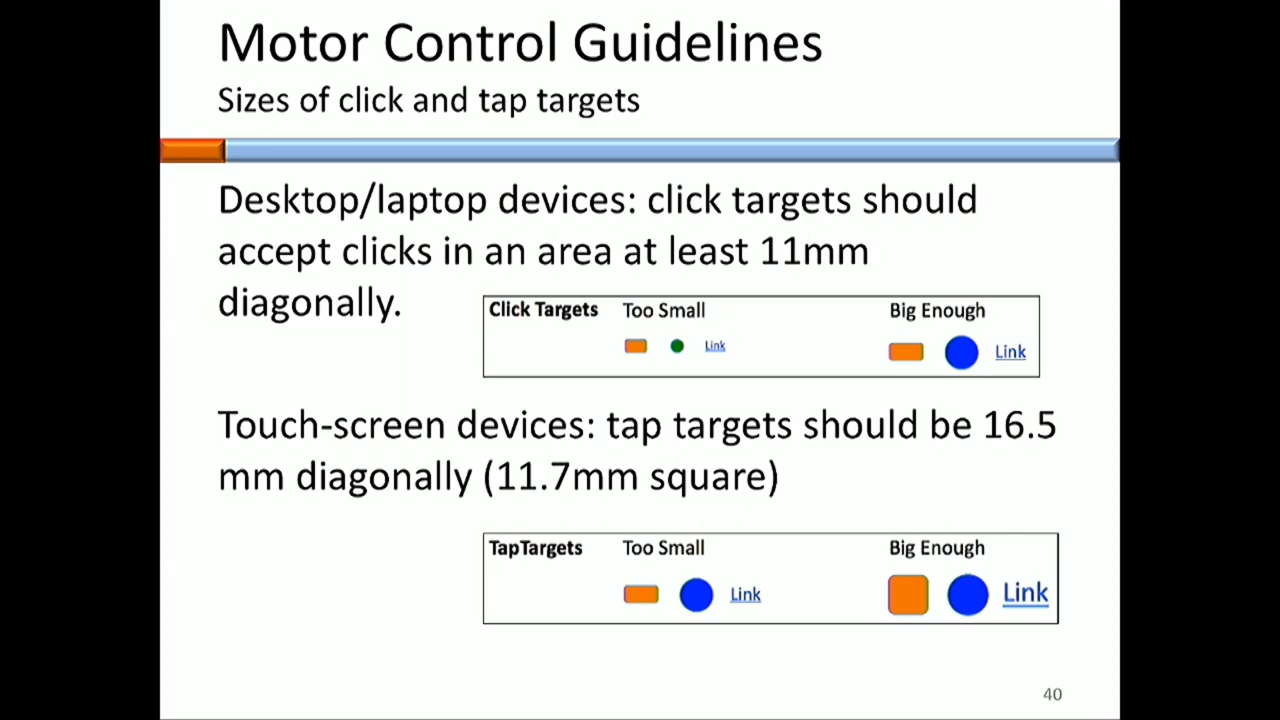 Motor Control Guidelines
Sizes of click and tap targets
Desktop/laptop devices: click targets should
accept clicks in an area at least 11mm
diagonally.
Click Targets Too Small Big Enough
Link Link
Touch-screen devices: tap targets should be 16.5
mm diagonally (11.7mm square)
TapTargets Too Small Big Enough
Link Link
40